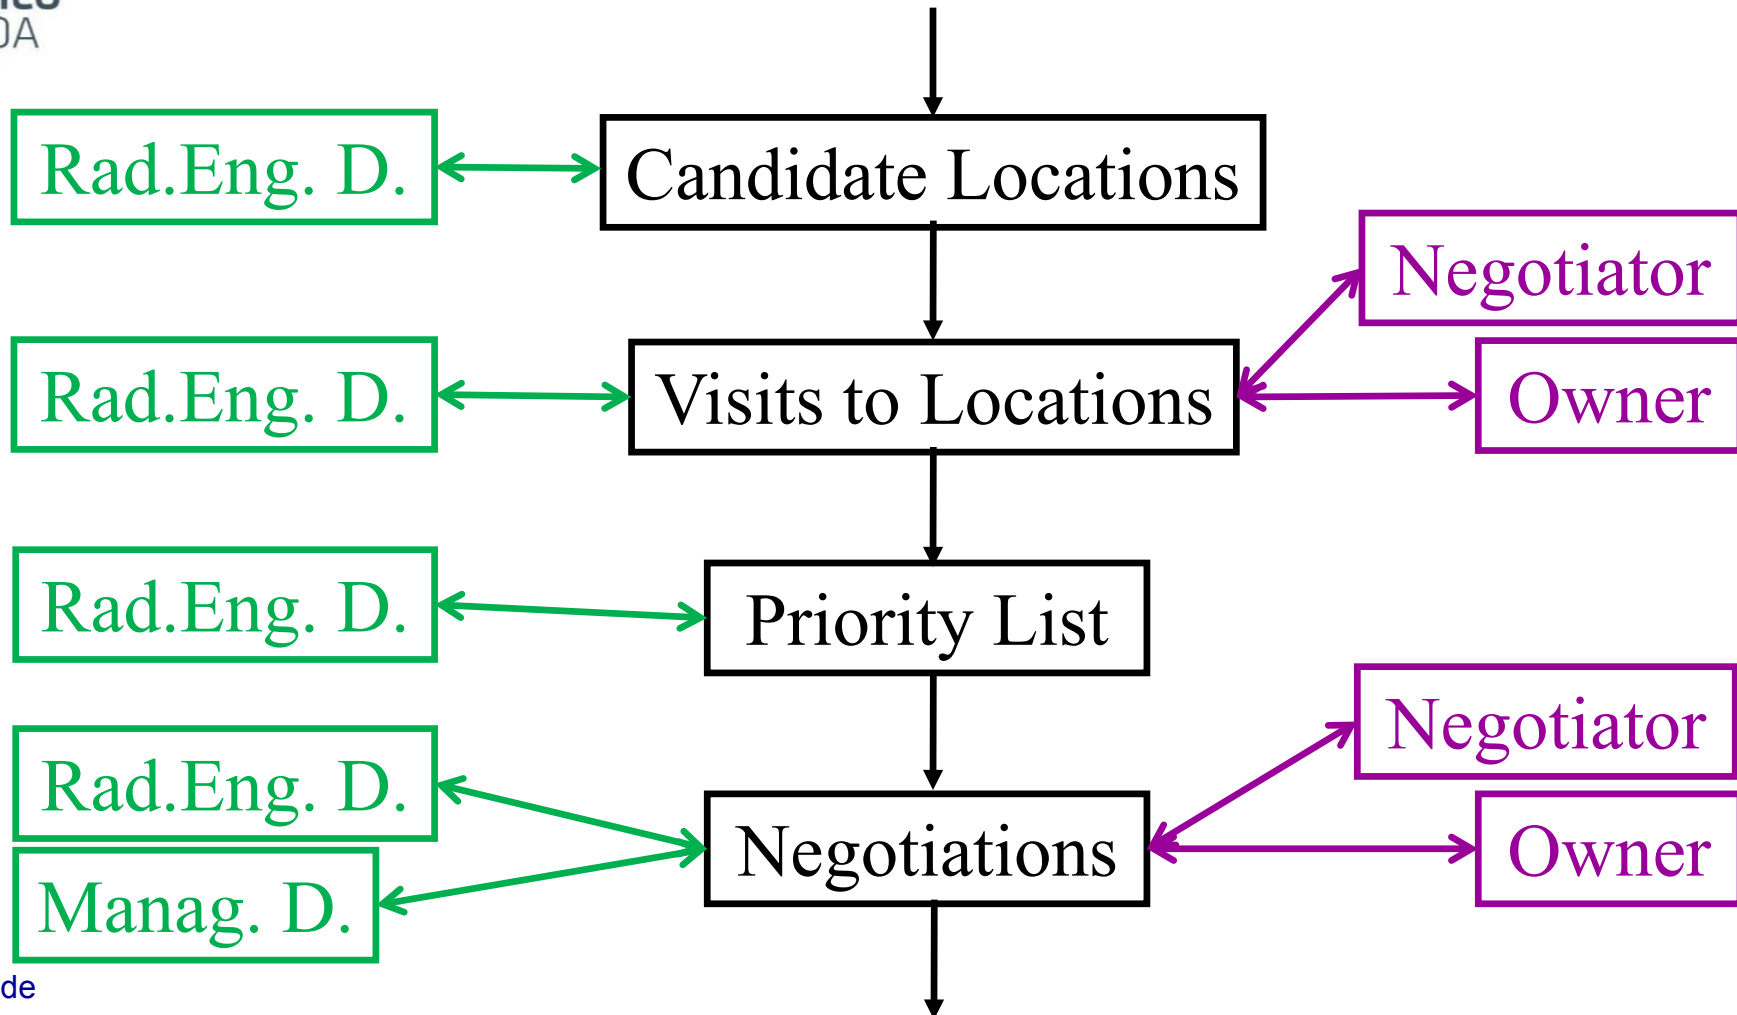 DA
Rad.Eng. D.
Candidate Locations
Negotiator
Rad.Eng. D.
Visits to Locations
Owner
Rad.Eng. D.
Priority List
Negotiator
Rad.Eng. D.
Negotiations
Owner
Manag. D.
de